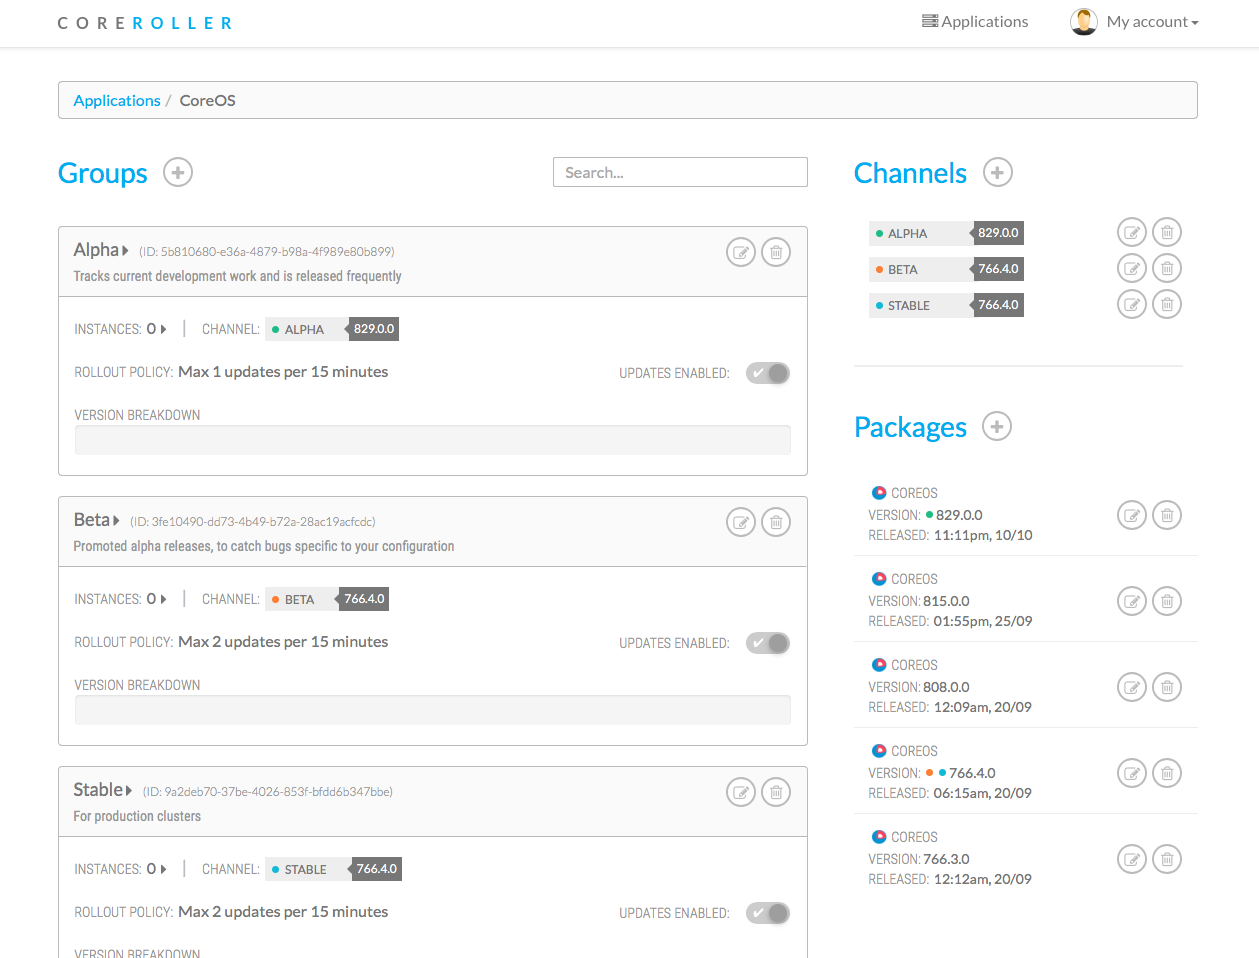 COREROLLER
Applications
My account
Applications / CoreOS
Groups
Search...
Alpha (ID: 5b810680-e36a-4879-b98a-4f989e80b899)
Tracks current development work and is released frequently
INSTANCES: 0 | CHANNEL: ALPHA 829.0.0
ROLLOUT POLICY: Max 1 updates per 15 minutes
UPDATES ENABLED:
VERSION BREAKDOWN
Beta (ID: 3fe10490-dd73-4b49-b72a-28ac19acfcdc)
Promoted alpha releases, to catch bugs specific to your configuration
INSTANCES: 0 | CHANNEL: BETA 766.4.0
ROLLOUT POLICY: Max 2 updates per 15 minutes
UPDATES ENABLED:
VERSION BREAKDOWN
Stable (ID: 9a2deb70-37be-4026-853f-bfdd6b347bbe)
For production clusters
INSTANCES: 0 | CHANNEL: STABLE 766.4.0
ROLLOUT POLICY: Max 2 updates per 15 minutes
UPDATES ENABLED:
VERSION BREAKDOWN
Channels
ALPHA 829.0.0
BETA 766.4.0
STABLE 766.4.0
Packages
COREOS
VERSION: 829.0.0
RELEASED: 11:11pm, 10/10
COREOS
VERSION: 815.0.0
RELEASED: 01:55pm, 25/09
COREOS
VERSION: 808.0.0
RELEASED: 12:09am, 20/09
COREOS
VERSION: 766.4.0
RELEASED: 06:15am, 20/09
COREOS
VERSION: 766.3.0
RELEASED: 12:12am, 20/09